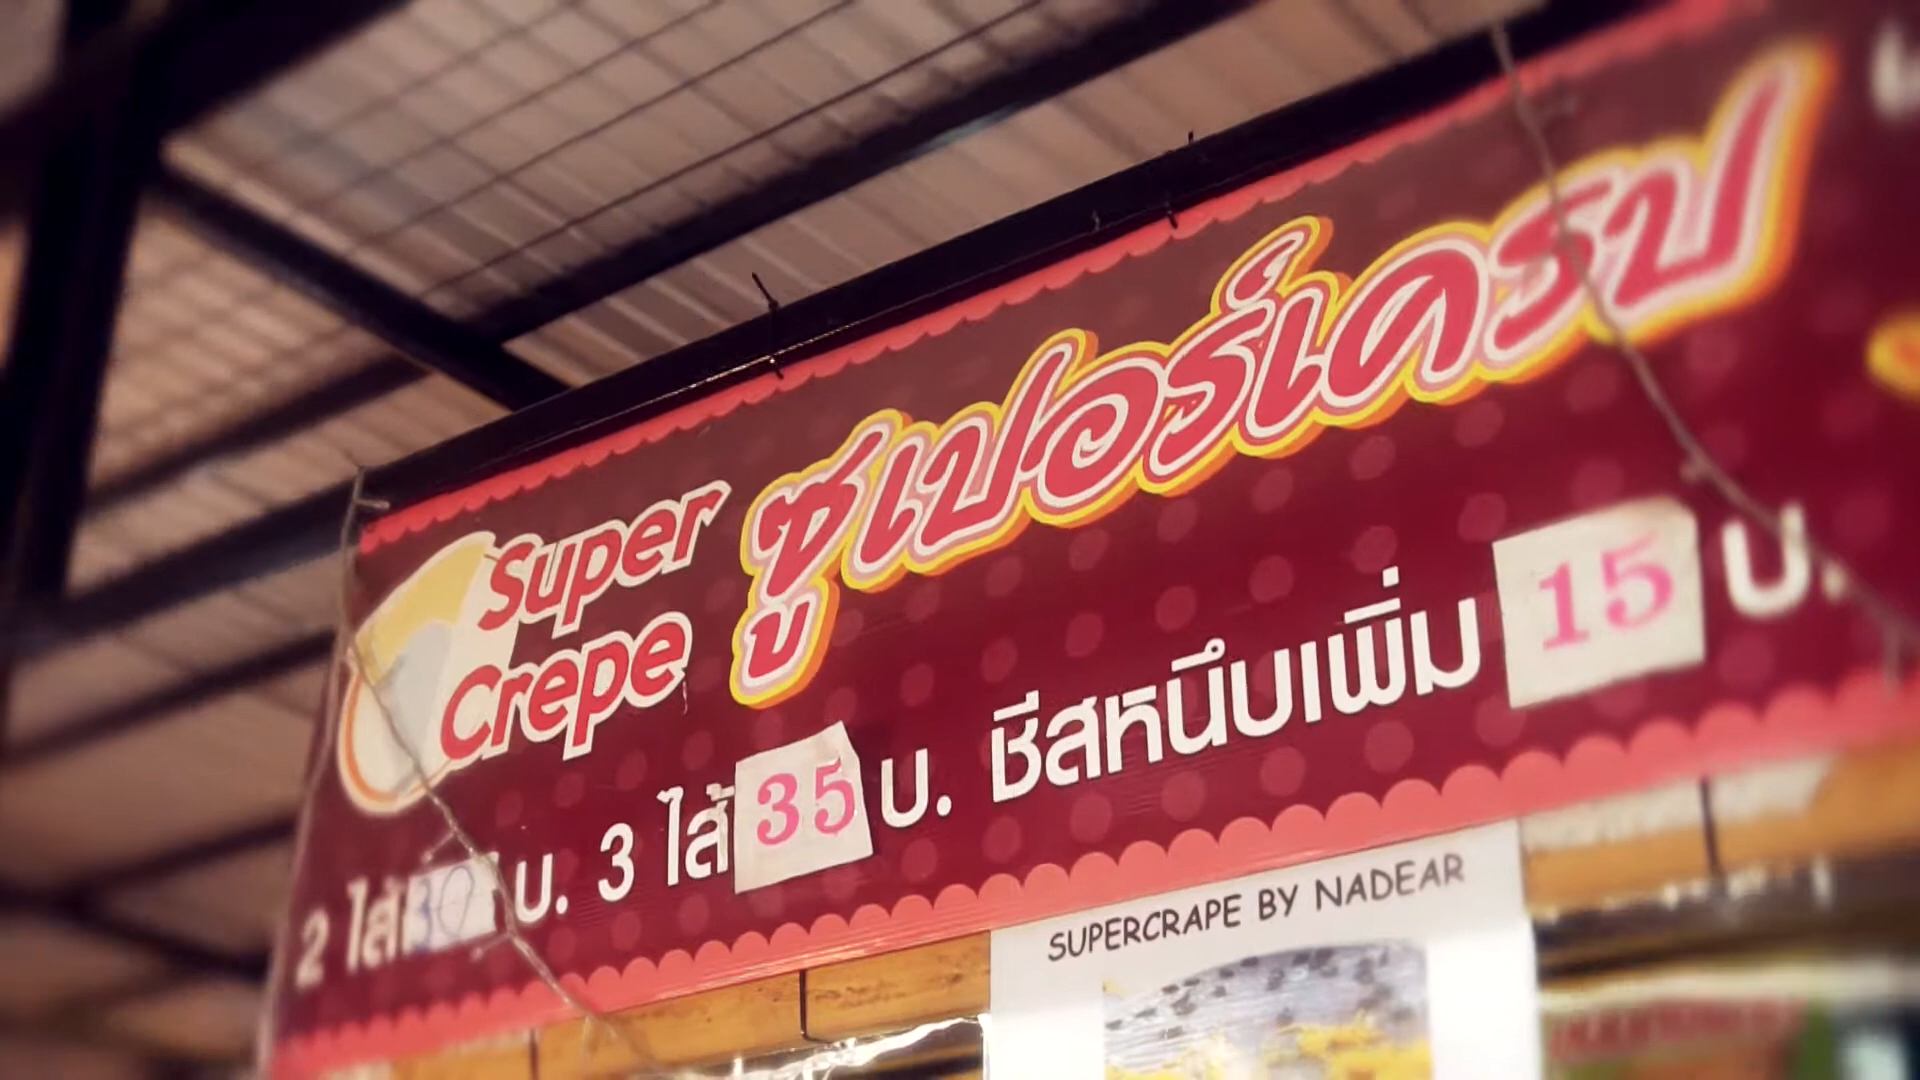 Super
Crepe
ซูเปอร์เครป
2 ไส้ 30 บ. 3 ไส้ 35 บ. ชีสหนึบเพิ่ม 15 บ.
SUPERCRAPE BY NADEAR